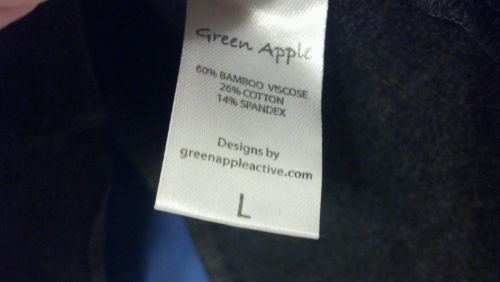 Green Apple
60% BAMBOO VISCOSE
26% COTTON
14% SPANDEX
Designs by
greenappleactive.com
L